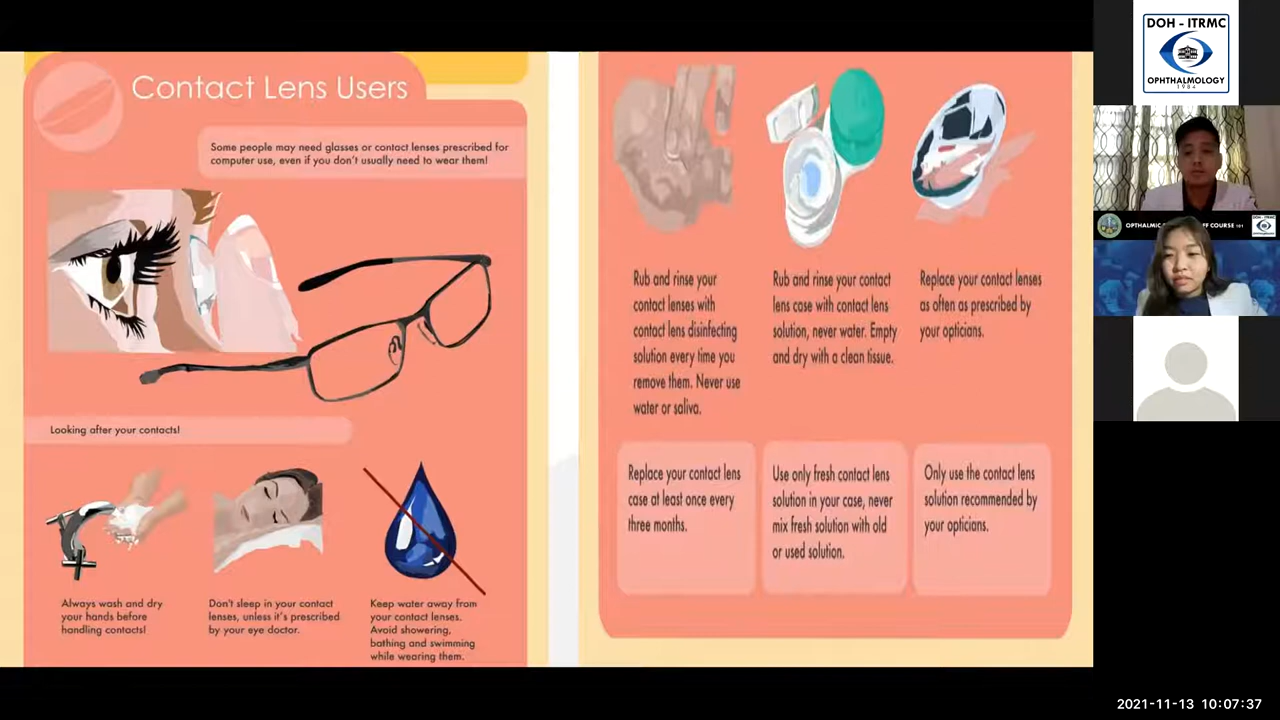 Contact Lens Users
Some people may need glasses or contact lenses prescribed for
computer use, even if you don't usually need to wear them!
Looking after your contacts!
Always wash and dry
your hands before
handling contacts!
Don't sleep in your contact
lenses, unless it's prescribed
by your eye doctor.
Keep water away from
your contact lenses.
Avoid showering,
bathing and swimming
while wearing them.
Rub and rinse your
contact lenses with
contact lens disinfecting
solution every time you
remove them. Never use
water or saliva.
Rub and rinse your contact
lens case with contact lens
solution, never water. Empty
and dry with a clean tissue.
Replace your contact lenses
as often as prescribed by
your opticians.
Replace your contact lens
case at least once every
three months.
Use only fresh contact lens
solution in your case, never
mix fresh solution with old
or used solution.
Only use the contact lens
solution recommended by
your opticians.
DOH - ITRMC
OPHTHALMOLOGY
1984
OPTHALMIC
FF COURSE 101
DOH - ITRMC
2021-11-13 10:07:37